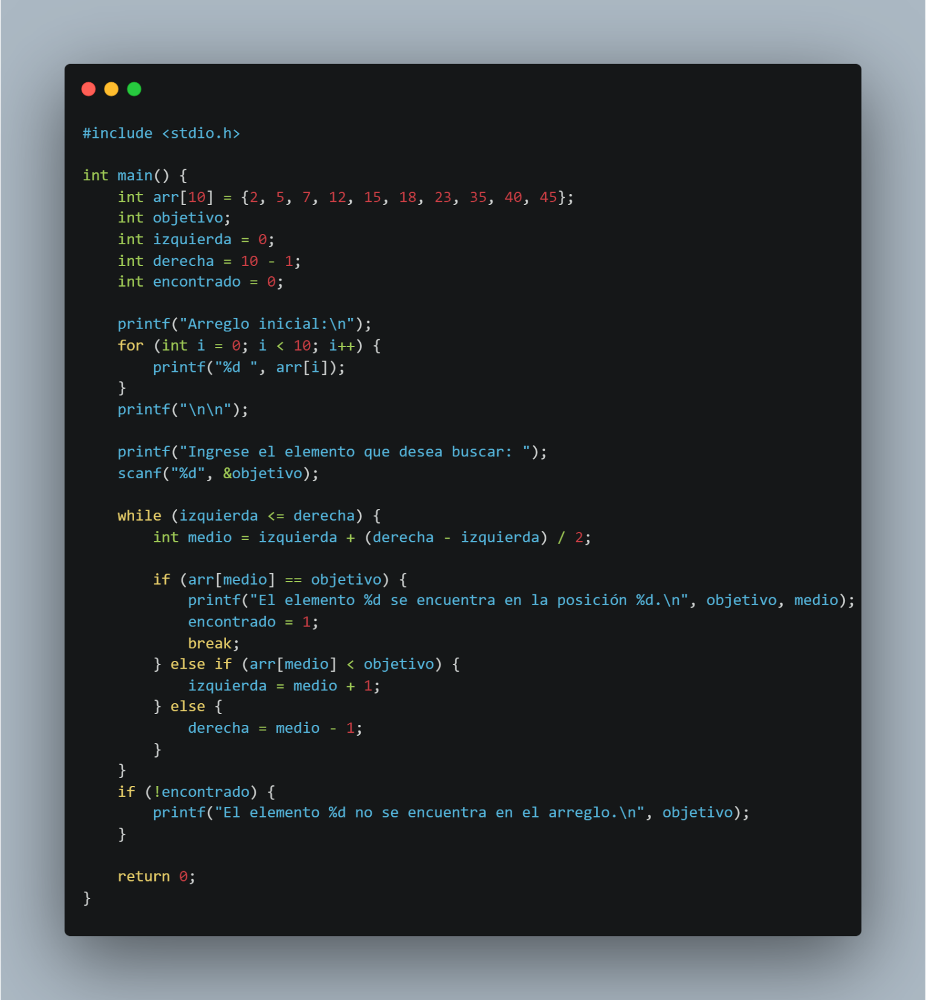 #include <stdio.h>
int main() {
    int arr[10] = {2, 5, 7, 12, 15, 18, 23, 35, 40, 45};
    int objetivo;
    int izquierda = 0;
    int derecha = 10 - 1;
    int encontrado = 0;
    printf("Arreglo inicial:\n");
    for (int i = 0; i < 10; i++) {
        printf("%d ", arr[i]);
    }
    printf("\n\n");
    printf("Ingrese el elemento que desea buscar: ");
    scanf("%d", &objetivo);
    while (izquierda <= derecha) {
        int medio = izquierda + (derecha - izquierda) / 2;
        if (arr[medio] == objetivo) {
            printf("El elemento %d se encuentra en la posición %d.\n", objetivo, medio);
            encontrado = 1;
            break;
        } else if (arr[medio] < objetivo) {
            izquierda = medio + 1;
        } else {
            derecha = medio - 1;
        }
    }
    if (!encontrado) {
        printf("El elemento %d no se encuentra en el arreglo.\n", objetivo);
    }
    return 0;
}